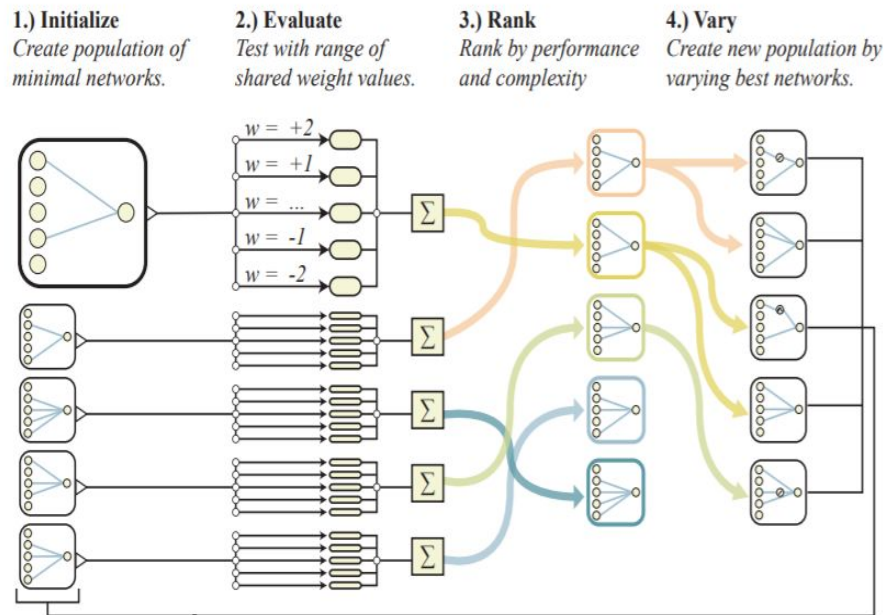 1.) Initialize
Create population of
minimal networks.
2.) Evaluate
Test with range of
shared weight values.
3.) Rank
Rank by performance
and complexity
4.) Vary
Create new population by
varying best networks.
w = +2
w = +1
w = ...
w = -1
w = -2
Σ
Σ
Σ
Σ
Σ